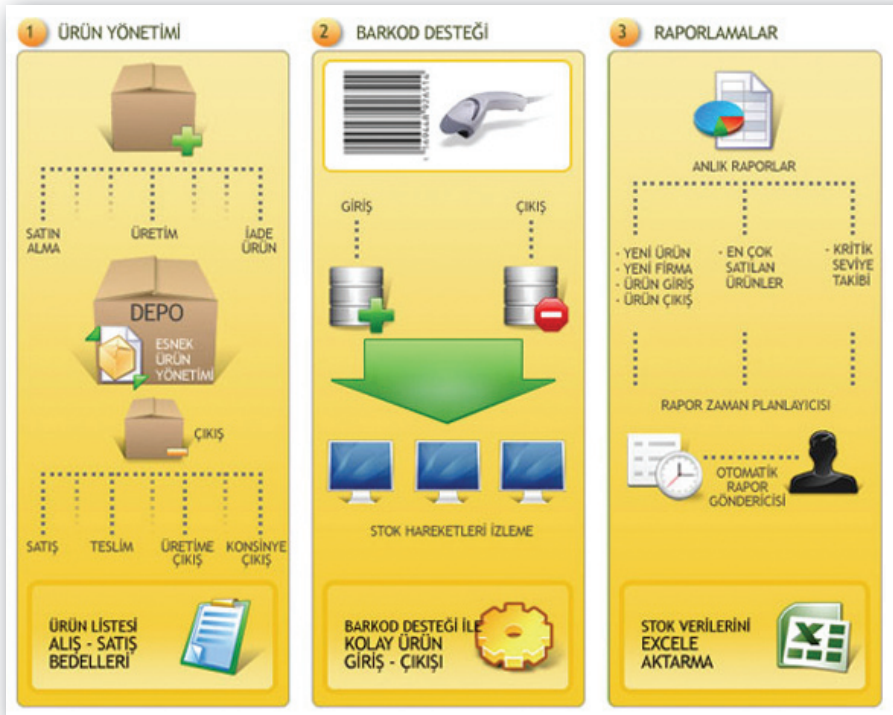 1 ÜRÜN YÖNETİMİ
SATIN
ALMA
ÜRETİM
İADE
ÜRÜN
DEPO
ESNEK
ÜRÜN
YÖNETİMİ
ÇIKIŞ
SATIŞ
TESLİM
ÜRETİME
ÇIKIŞ
KONSİNYE
ÇIKIŞ
ÜRÜN LİSTESİ
ALIŞ - SATIŞ
BEDELLERİ
2 BARKOD DESTEĞİ
GİRİŞ
ÇIKIŞ
STOK HAREKETLERİ İZLEME
BARKOD DESTEĞİ İLE
KOLAY ÜRÜN
GİRİŞ - ÇIKIŞI
3 RAPORLAMALAR
ANLIK RAPORLAR
- YENİ ÜRÜN
- YENİ FİRMA
- ÜRÜN GİRİŞ
- ÜRÜN ÇIKIŞ
- EN ÇOK
SATILAN
ÜRÜNLER
- KRİTİK
SEVİYE
TAKİBİ
RAPOR ZAMAN PLANLAYICISI
OTOMATİK
RAPOR
GÖNDERİCİSİ
STOK VERİLERİNİ
EXCELE
AKTARMA